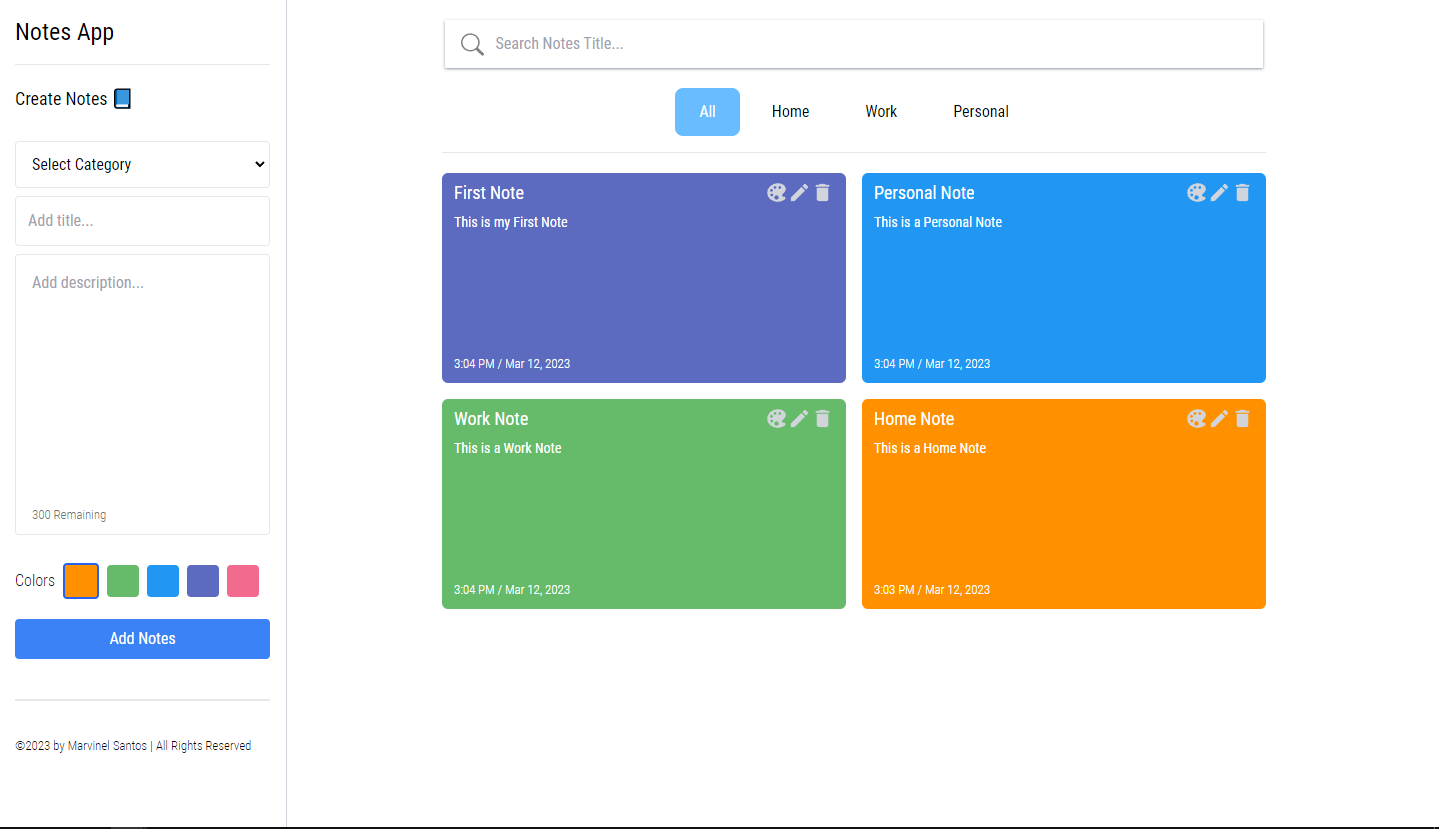 Notes App
Create Notes
Select Category
Add title...
Add description...
300 Remaining
Colors
Add Notes
©2023 by Marvinel Santos | All Rights Reserved
Search Notes Title...
All Home Work Personal
First Note
This is my First Note
3:04 PM / Mar 12, 2023
Personal Note
This is a Personal Note
3:04 PM / Mar 12, 2023
Work Note
This is a Work Note
3:04 PM / Mar 12, 2023
Home Note
This is a Home Note
3:03 PM / Mar 12, 2023